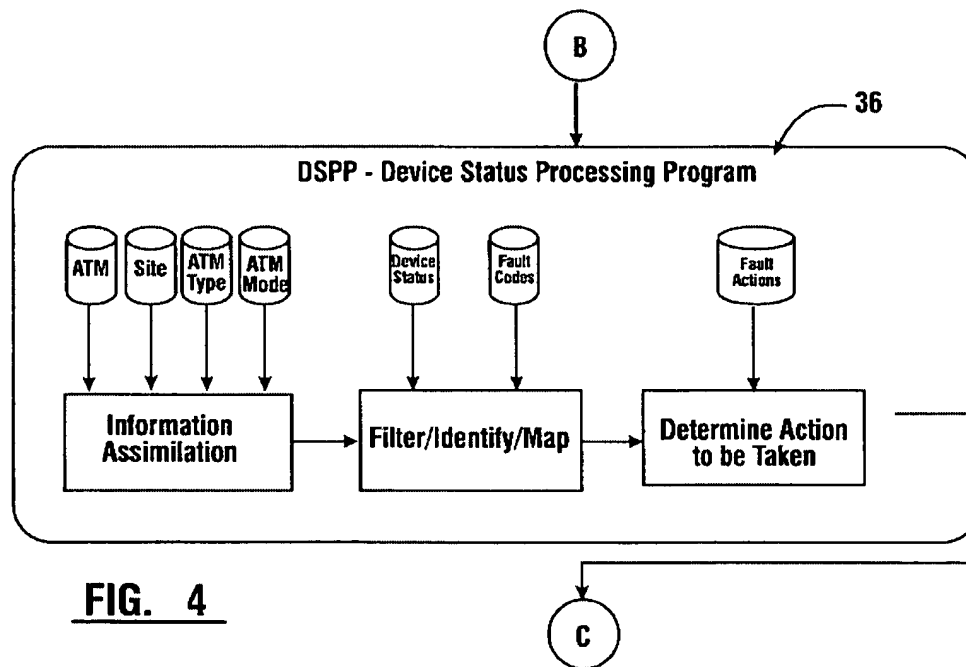 B
36
DSPP - Device Status Processing Program
ATM
Site
ATM
Type
ATM
Mode
Device
Status
Fault
Codes
Fault
Actions
Information
Assimilation
Filter/Identify/Map
Determine Action
to be Taken
FIG. 4
C